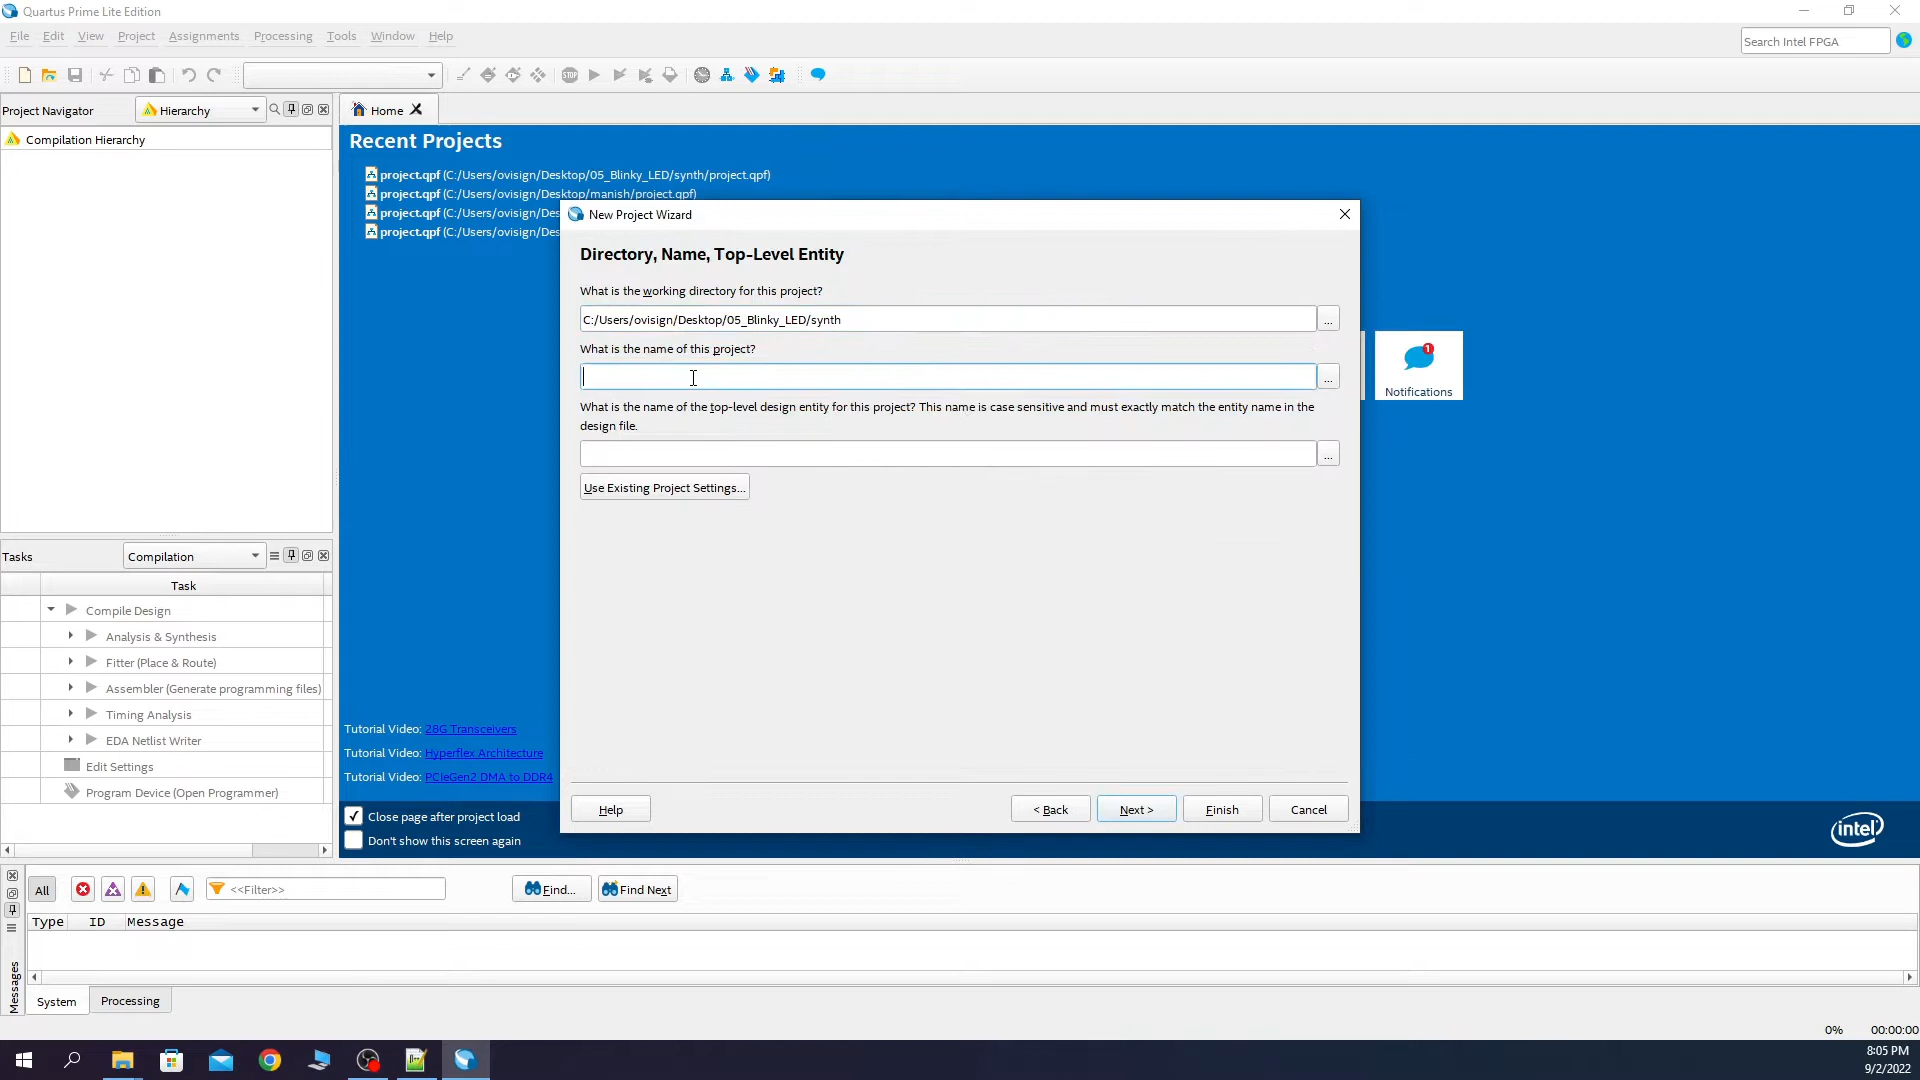 Quartus Prime Lite Edition
File Edit View Project Assignments Processing Tools Window Help
Search Intel FPGA
Project Navigator
Hierarchy
Compilation Hierarchy
Home
Recent Projects
project.qpf (C:/Users/ovisign/Desktop/05_Blinky_LED/synth/project.qpf)
project.qpf (C:/Users/ovisign/Desktop/manish/project.qpf)
project.qpf (C:/Users/ovisign/Des
project.qpf (C:/Users/ovisign/Des
New Project Wizard
Directory, Name, Top-Level Entity
What is the working directory for this project?
C:/Users/ovisign/Desktop/05_Blinky_LED/synth
...
What is the name of this project?
...
What is the name of the top-level design entity for this project? This name is case sensitive and must exactly match the entity name in the
design file.
...
Use Existing Project Settings...
Help
< Back
Next >
Finish
Cancel
1
Notifications
Tasks
Compilation
Task
Compile Design
Analysis & Synthesis
Fitter (Place & Route)
Assembler (Generate programming files)
Timing Analysis
EDA Netlist Writer
Edit Settings
Program Device (Open Programmer)
Tutorial Video: 28G Transceivers
Tutorial Video: Hyperflex Architecture
Tutorial Video: PCIeGen2 DMA to DDR4
Close page after project load
Don't show this screen again
intel
All
<<Filter>>
Find...
Find Next
Type ID Message
Messages
System
Processing
0% 00:00:00
8:05 PM
9/2/2022